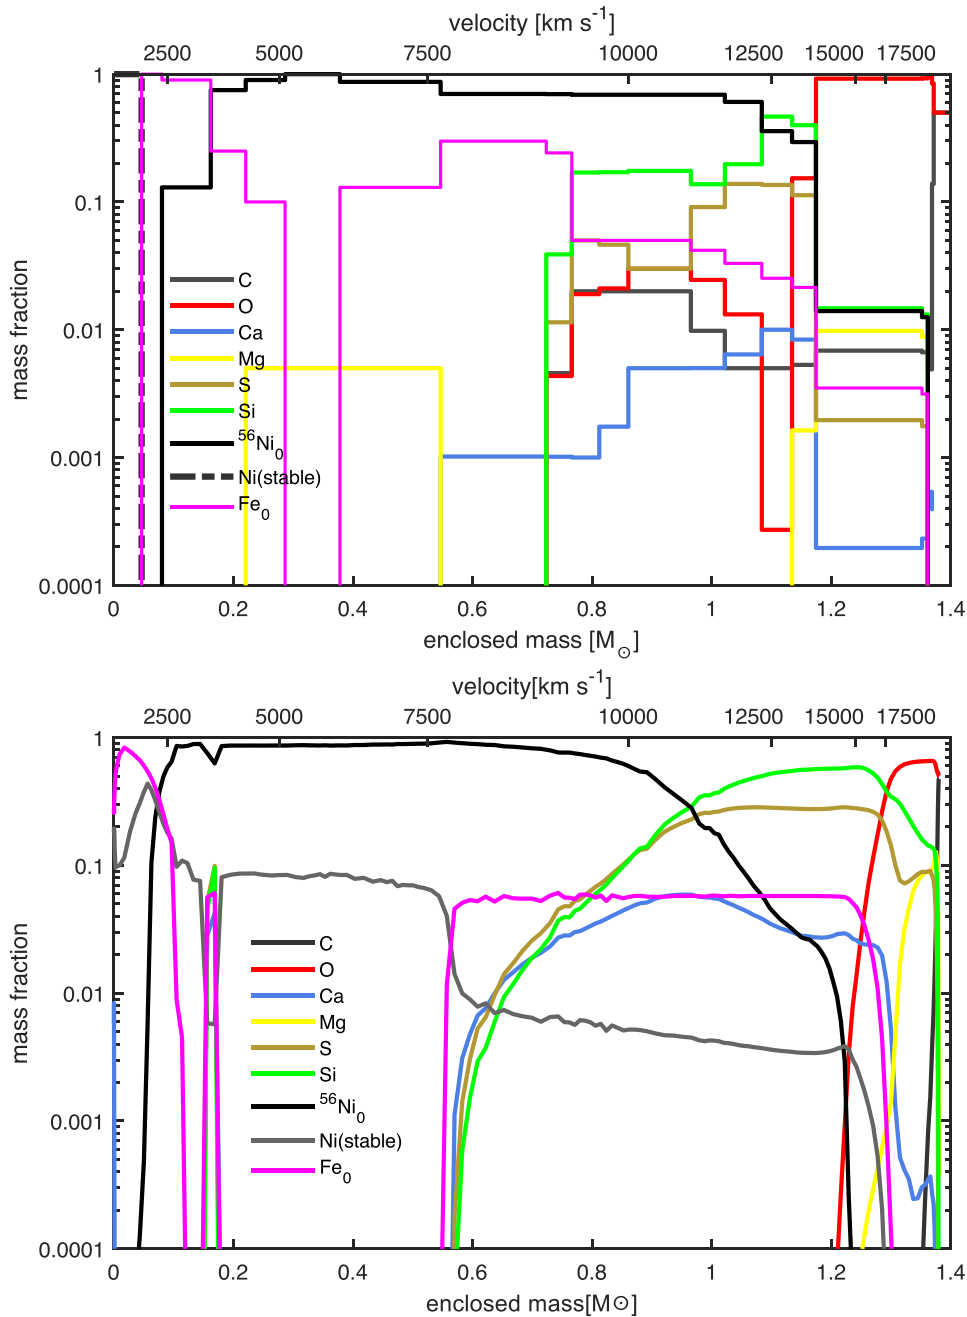 velocity [km s-1]
2500 5000 7500 10000 12500 15000 17500
1
0.1
0.01
0.001
0.0001
mass fraction
C
O
Ca
Mg
S
Si
56Ni0
Ni(stable)
Fe0
0 0.2 0.4 0.6 0.8 1 1.2 1.4
enclosed mass [M☉]
velocity[km s-1]
2500 5000 7500 10000 12500 15000 17500
1
0.1
0.01
0.001
0.0001
mass fraction
C
O
Ca
Mg
S
Si
56Ni0
Ni(stable)
Fe0
0 0.2 0.4 0.6 0.8 1 1.2 1.4
enclosed mass[M☉]